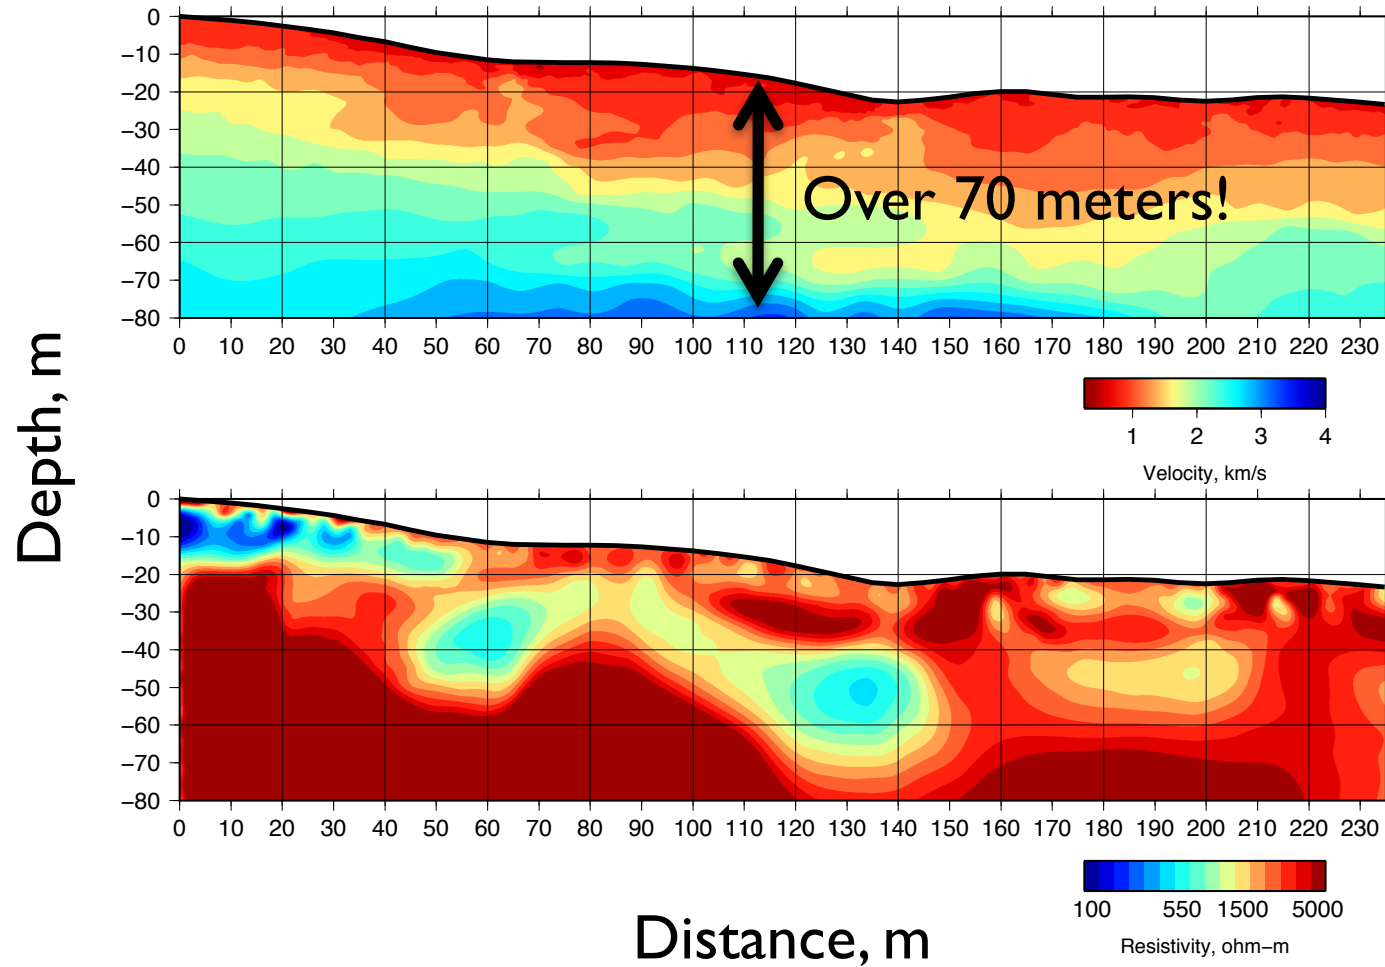 0
−10
−20
−30
−40
−50
−60
−70
−80
Over 70 meters!
0 10 20 30 40 50 60 70 80 90 100 110 120 130 140 150 160 170 180 190 200 210 220 230
1 2 3 4
Velocity, km/s
Depth, m
0
−10
−20
−30
−40
−50
−60
−70
−80
0 10 20 30 40 50 60 70 80 90 100 110 120 130 140 150 160 170 180 190 200 210 220 230
100 550 1500 5000
Resistivity, ohm−m
Distance, m